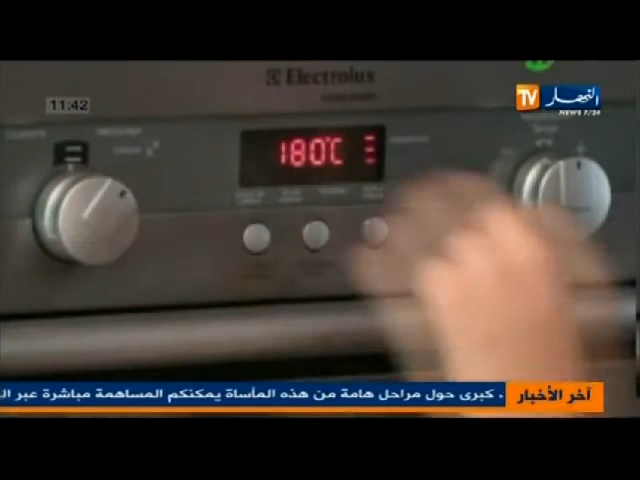 Electrolux
11:42
النهار TV
NEWS 7/24
180°C
، كبرى حول مراحل هامة من هذه المأساة يمكنكم المساهمة مباشرة عبر
آخر الأخبار